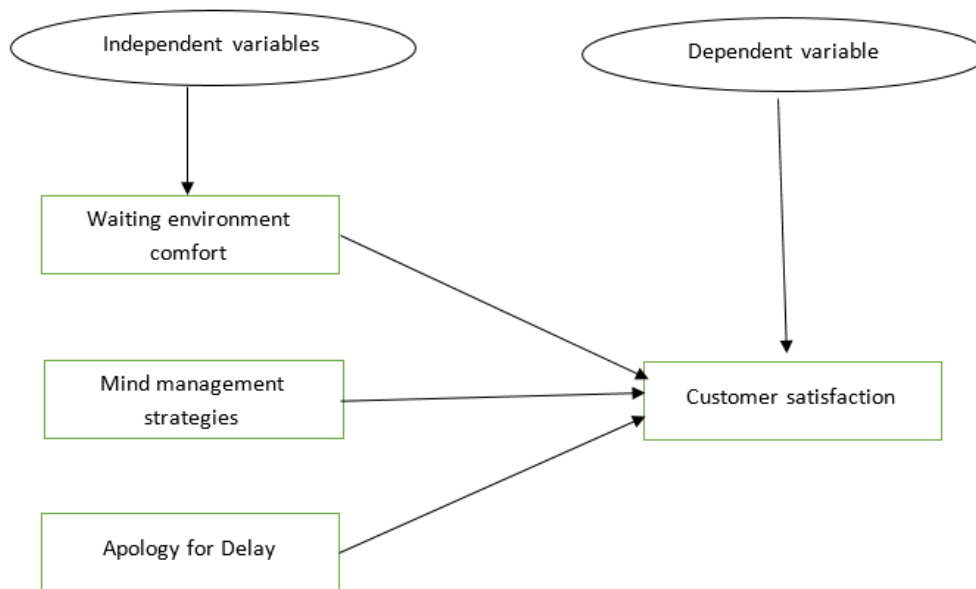 Independent variables
Dependent variable
Waiting environment
comfort
Mind management
strategies
Customer satisfaction
Apology for Delay